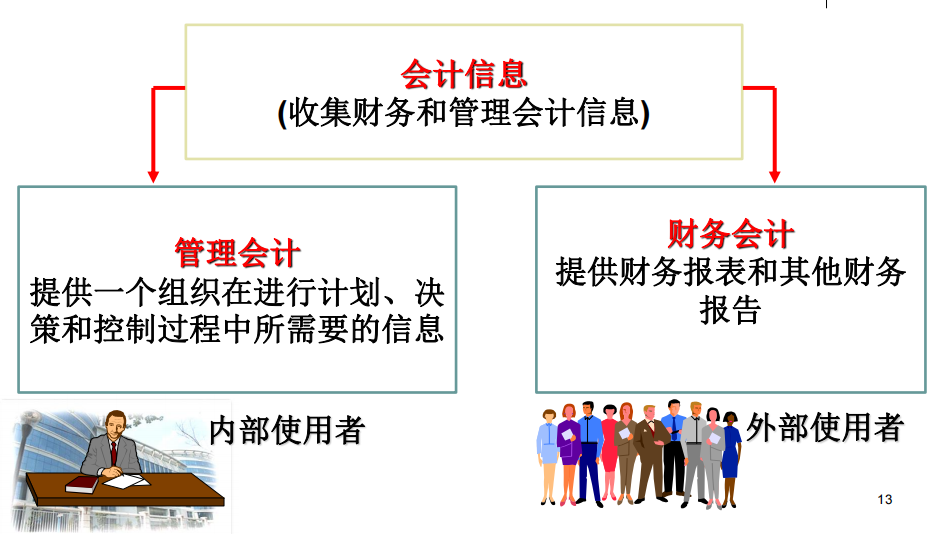 会计信息
(收集财务和管理会计信息)
管理会计
提供一个组织在进行计划、决
策和控制过程中所需要的信息
财务会计
提供财务报表和其他财务
报告
内部使用者
外部使用者
13